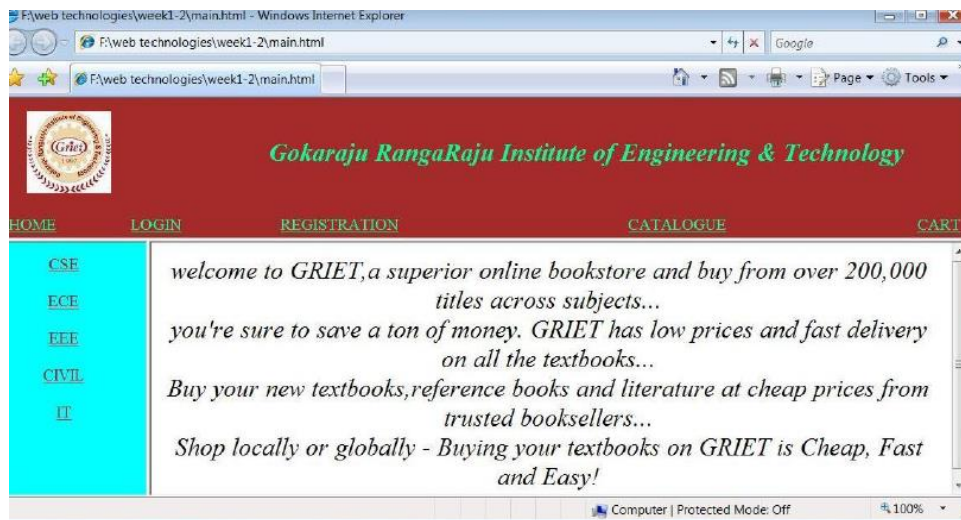 F:\web technologies\week1-2\main.html - Windows Internet Explorer
F:\web technologies\week1-2\main.html
Google
F:\web technologies\week1-2\main.html
Page
Tools
Griet
1997
Gokaraju RangaRaju Institute of Engineering & Technology
HOME LOGIN REGISTRATION CATALOGUE CART
CSE
ECE
EEE
CIVIL
IT
welcome to GRIET,a superior online bookstore and buy from over 200,000
titles across subjects...
you're sure to save a ton of money. GRIET has low prices and fast delivery
on all the textbooks...
Buy your new textbooks,reference books and literature at cheap prices from
trusted booksellers...
Shop locally or globally - Buying your textbooks on GRIET is Cheap, Fast
and Easy!
Computer | Protected Mode: Off
100%